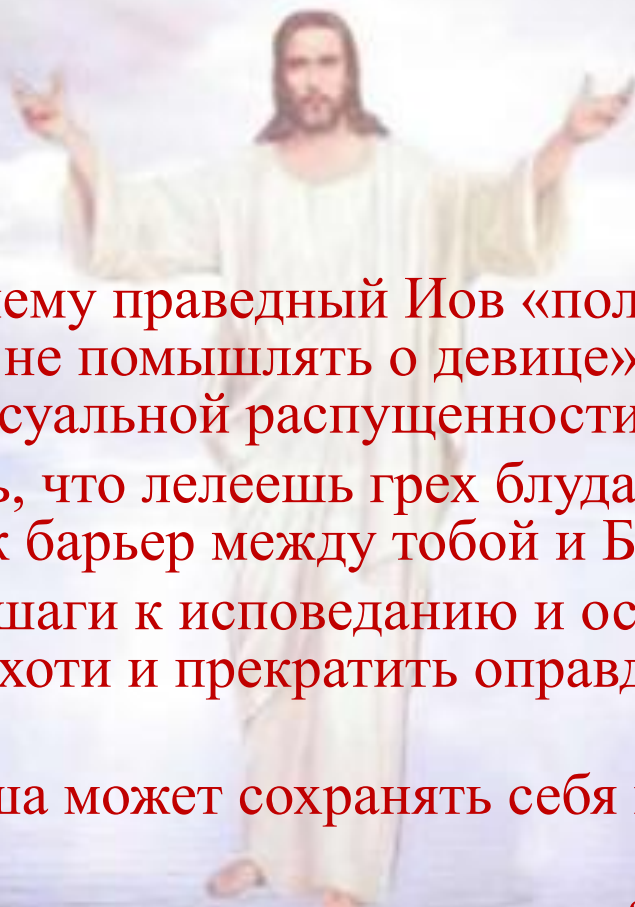 ему праведный Иов «пол
не помышлять о девице»
суальной распущенности
ь, что лелеешь грех блуда
к барьер между тобой и Б
шаги к исповеданию и ос
хоти и прекратить оправд
ша может сохранять себя